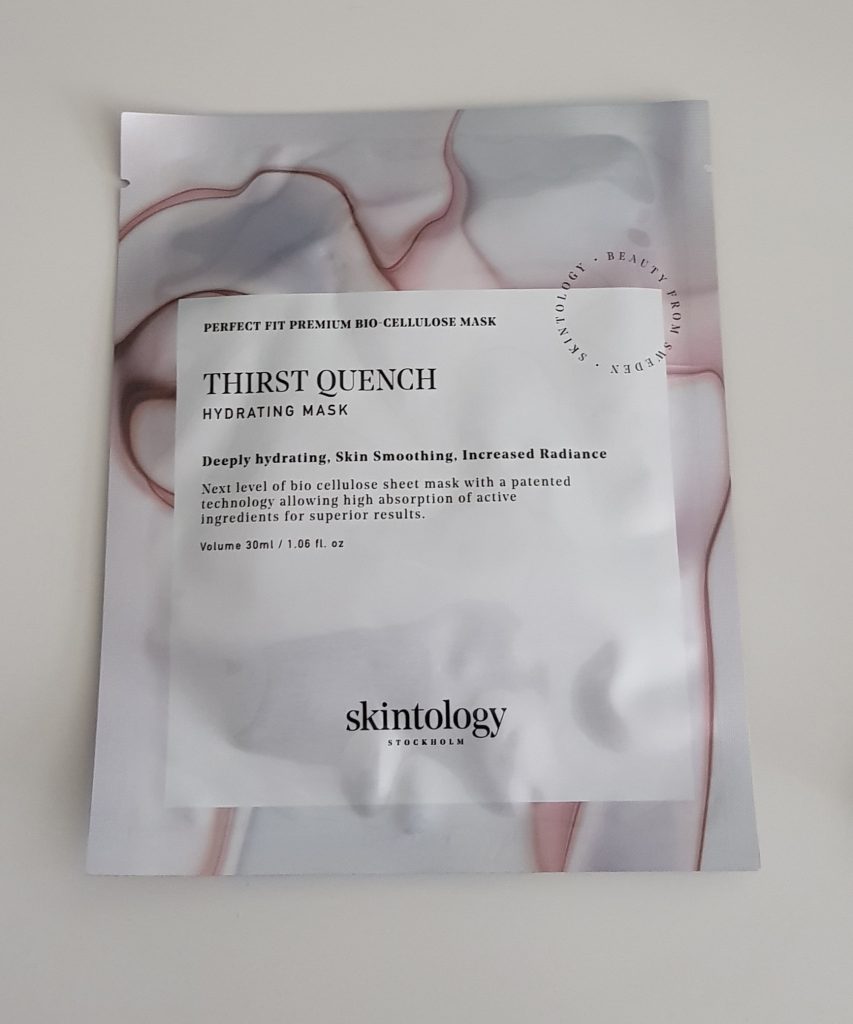 SKINTOLOGY · BEAUTY FROM SWEDEN ·
PERFECT FIT PREMIUM BIO-CELLULOSE MASK
THIRST QUENCH
HYDRATING MASK
Deeply hydrating, Skin Smoothing, Increased Radiance
Next level of bio cellulose sheet mask with a patented
technology allowing high absorption of active
ingredients for superior results.
Volume 30ml / 1.06 fl. oz
skintology
STOCKHOLM